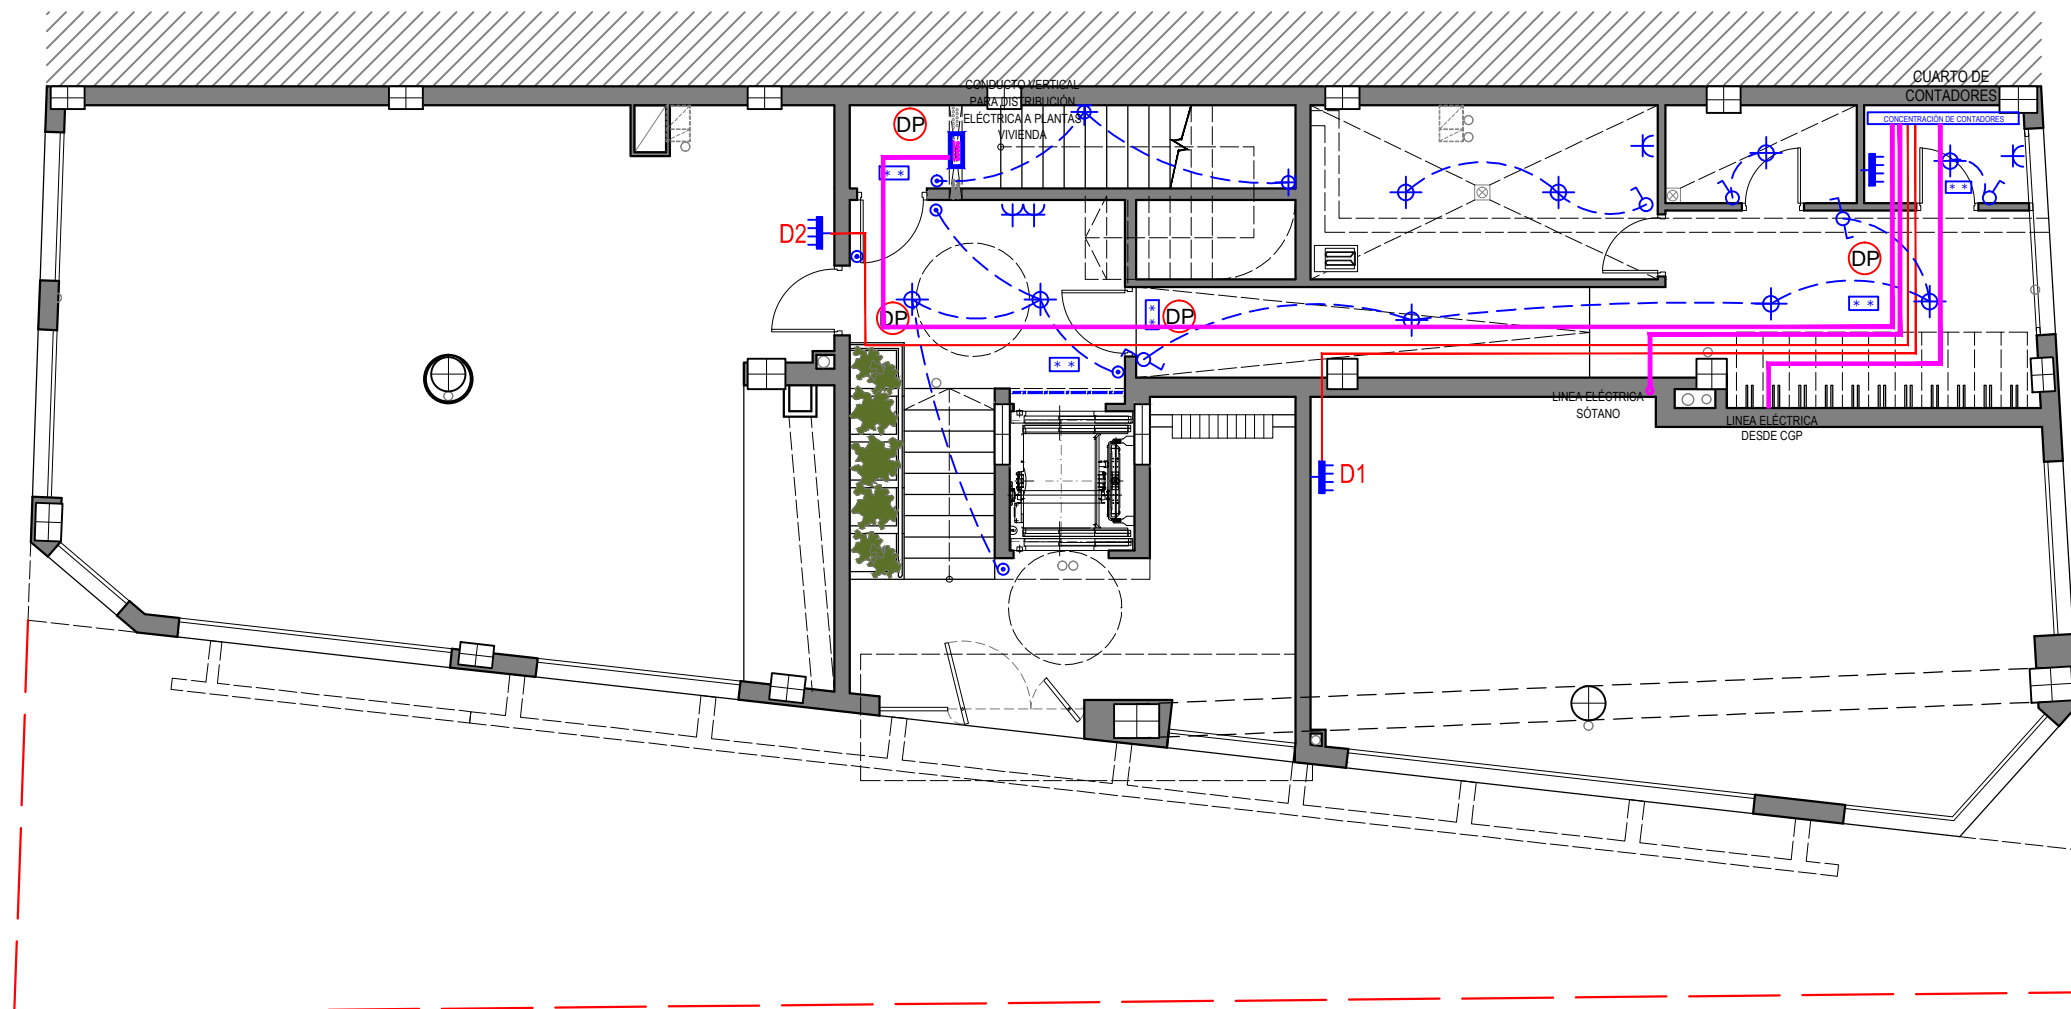 CUARTO DE
CONTADORES
CONCENTRACIÓN DE CONTADORES
CONDUCTO VERTICAL
PARA DISTRIBUCIÓN
ELÉCTRICA A PLANTAS
VIVIENDA
DP
D2
DP
DP
DP
LINEA ELÉCTRICA
SÓTANO
LINEA ELÉCTRICA
DESDE CGP
D1